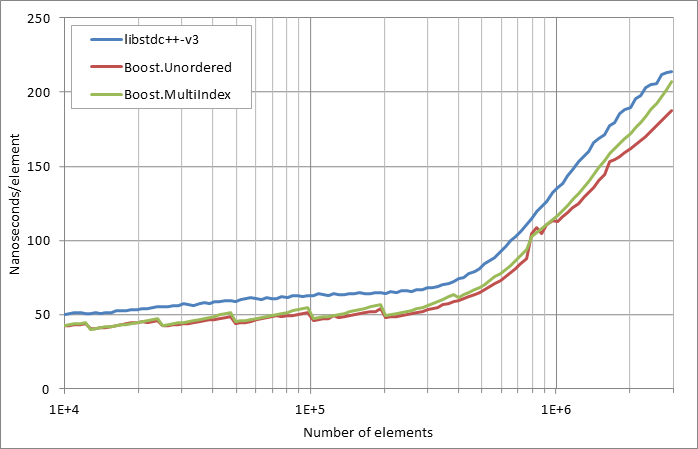 250
200
150
100
50
0
Nanoseconds/element
libstdc++-v3
Boost.Unordered
Boost.MultiIndex
1E+4
1E+5
1E+6
Number of elements